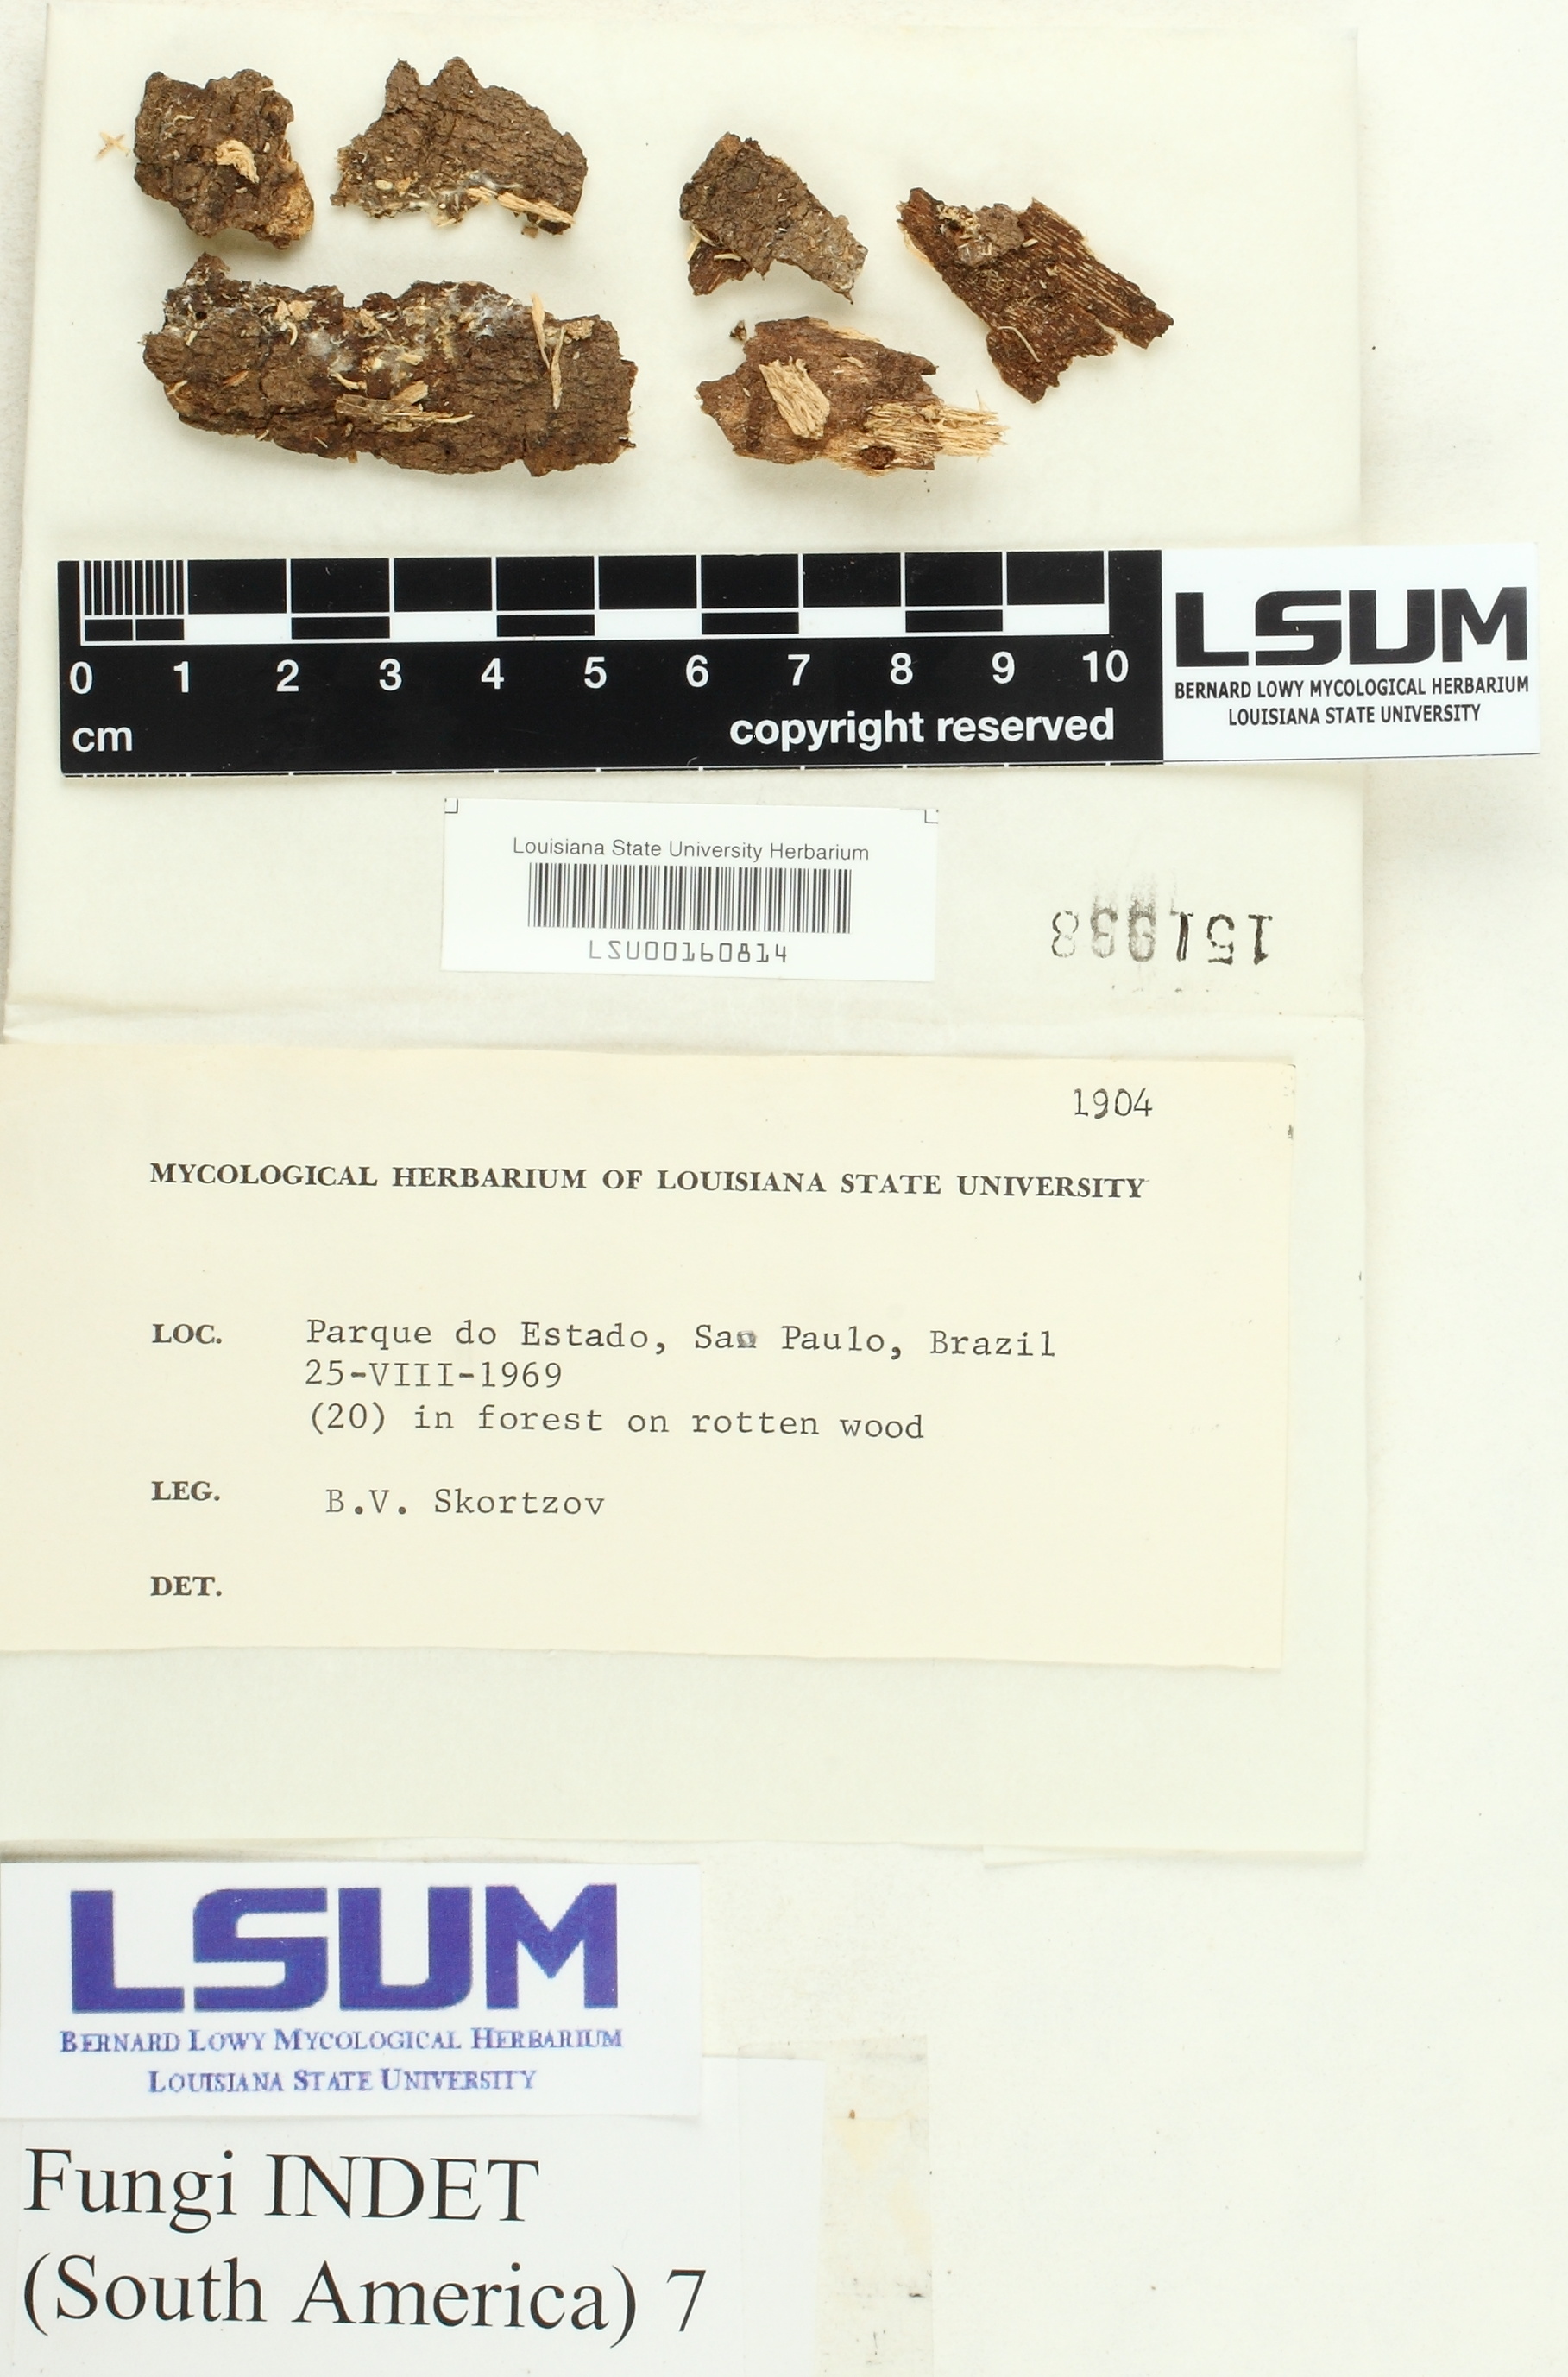 0 1 2 3 4 5 6 7 8 9 10
cm
copyright reserved
LSUM
BERNARD LOWY MYCOLOGICAL HERBARIUM
LOUISIANA STATE UNIVERSITY
Louisiana State University Herbarium
LSU00160814
1904
MYCOLOGICAL HERBARIUM OF LOUISIANA STATE UNIVERSITY
LOC. Parque do Estado, San Paulo, Brazil
25-VIII-1969
(20) in forest on rotten wood
LEG. B.V. Skortzov
DET.
LSUM
BERNARD LOWY MYCOLOGICAL HERBARIUM
LOUISIANA STATE UNIVERSITY
Fungi INDET
(South America) 7